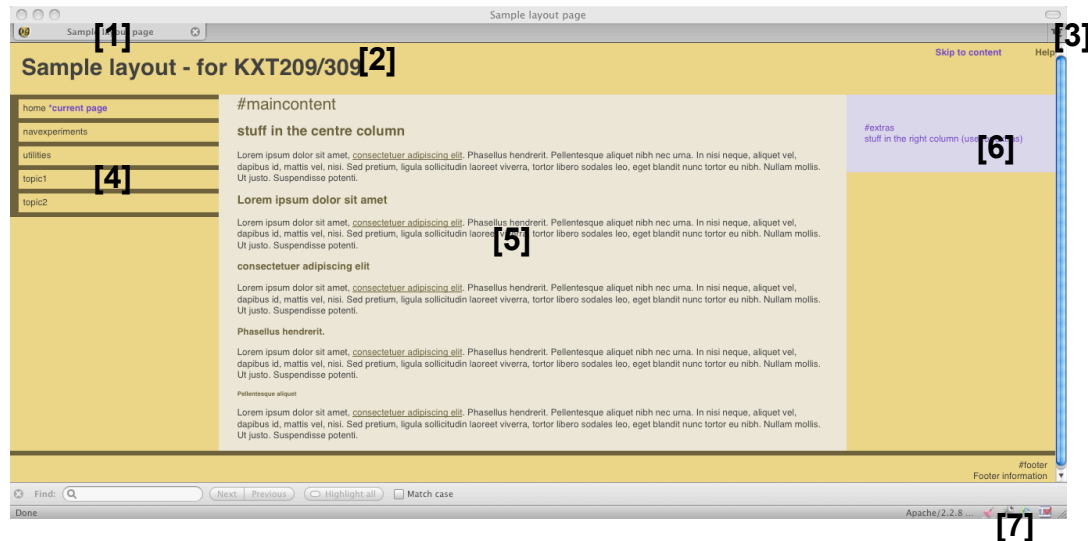 Sample layout page
Sample layout page
[1]
[3]
Skip to content
Help
Sample layout - for KXT209/309
[2]
home *current page
navexperiments
utilities
topic1
topic2
[4]
#maincontent
stuff in the centre column
Lorem ipsum dolor sit amet, consectetuer adipiscing elit. Phasellus hendrerit. Pellentesque aliquet nibh nec urna. In nisi neque, aliquet vel,
dapibus id, mattis vel, nisi. Sed pretium, ligula sollicitudin laoreet viverra, tortor libero sodales leo, eget blandit nunc tortor eu nibh. Nullam mollis.
Ut justo. Suspendisse potenti.
Lorem ipsum dolor sit amet
Lorem ipsum dolor sit amet, consectetuer adipiscing elit. Phasellus hendrerit. Pellentesque aliquet nibh nec urna. In nisi neque, aliquet vel,
dapibus id, mattis vel, nisi. Sed pretium, ligula sollicitudin laoreet viverra, tortor libero sodales leo, eget blandit nunc tortor eu nibh. Nullam mollis.
Ut justo. Suspendisse potenti.
[5]
consectetuer adipiscing elit
Lorem ipsum dolor sit amet, consectetuer adipiscing elit. Phasellus hendrerit. Pellentesque aliquet nibh nec urna. In nisi neque, aliquet vel,
dapibus id, mattis vel, nisi. Sed pretium, ligula sollicitudin laoreet viverra, tortor libero sodales leo, eget blandit nunc tortor eu nibh. Nullam mollis.
Ut justo. Suspendisse potenti.
Phasellus hendrerit.
Lorem ipsum dolor sit amet, consectetuer adipiscing elit. Phasellus hendrerit. Pellentesque aliquet nibh nec urna. In nisi neque, aliquet vel,
dapibus id, mattis vel, nisi. Sed pretium, ligula sollicitudin laoreet viverra, tortor libero sodales leo, eget blandit nunc tortor eu nibh. Nullam mollis.
Ut justo. Suspendisse potenti.
Pellentesque aliquet
Lorem ipsum dolor sit amet, consectetuer adipiscing elit. Phasellus hendrerit. Pellentesque aliquet nibh nec urna. In nisi neque, aliquet vel,
dapibus id, mattis vel, nisi. Sed pretium, ligula sollicitudin laoreet viverra, tortor libero sodales leo, eget blandit nunc tortor eu nibh. Nullam mollis.
Ut justo. Suspendisse potenti.
#extras
stuff in the right column
[6]
#footer
Footer information
Find: Next Previous Highlight all Match case
Done
Apache/2.2.8 ...
[7]